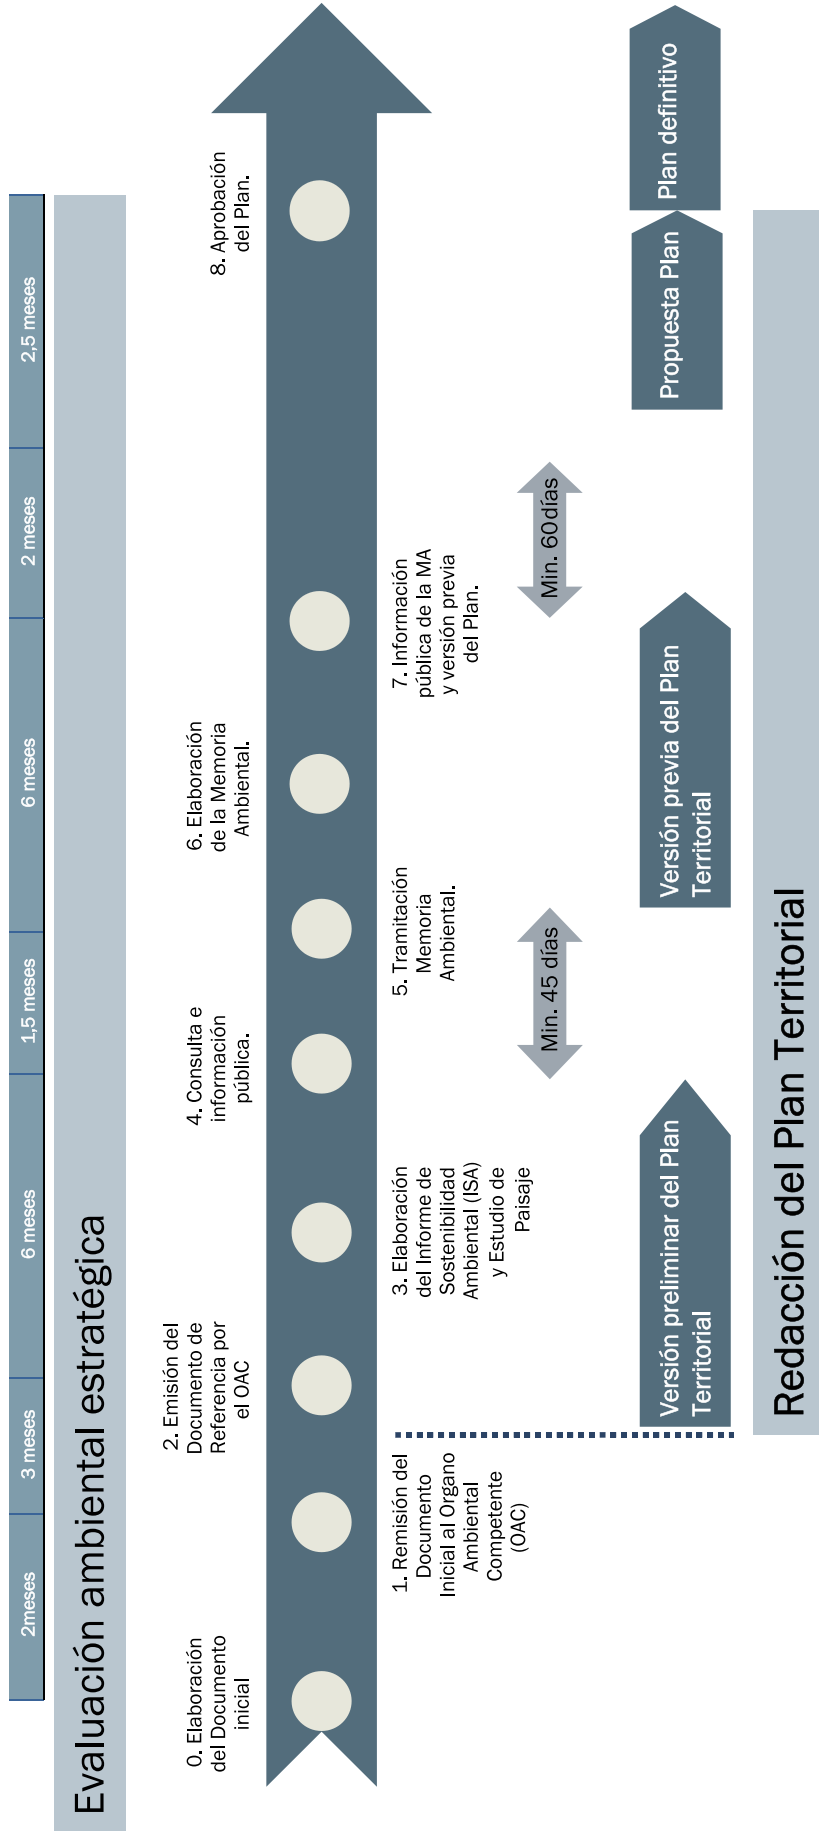 2meses
3 meses
6 meses
1,5 meses
6 meses
2 meses
2,5 meses
Evaluación ambiental estratégica
0. Elaboración
del Documento
inicial
2. Emisión del
Documento de
Referencia por
el OAC
4. Consulta e
información
pública.
6. Elaboración
de la Memoria
Ambiental.
8. Aprobación
del Plan.
1. Remisión del
Documento
Inicial al Organo
Ambiental
Competente
(OAC)
3. Elaboración
del Informe de
Sostenibilidad
Ambiental (ISA)
y Estudio de
Paisaje
5. Tramitación
Memoria
Ambiental.
7. Información
pública de la MA
y versión previa
del Plan.
Min. 45 días
Min. 60días
Versión preliminar del Plan
Territorial
Versión previa del Plan
Territorial
Propuesta Plan
Plan definitivo
Redacción del Plan Territorial